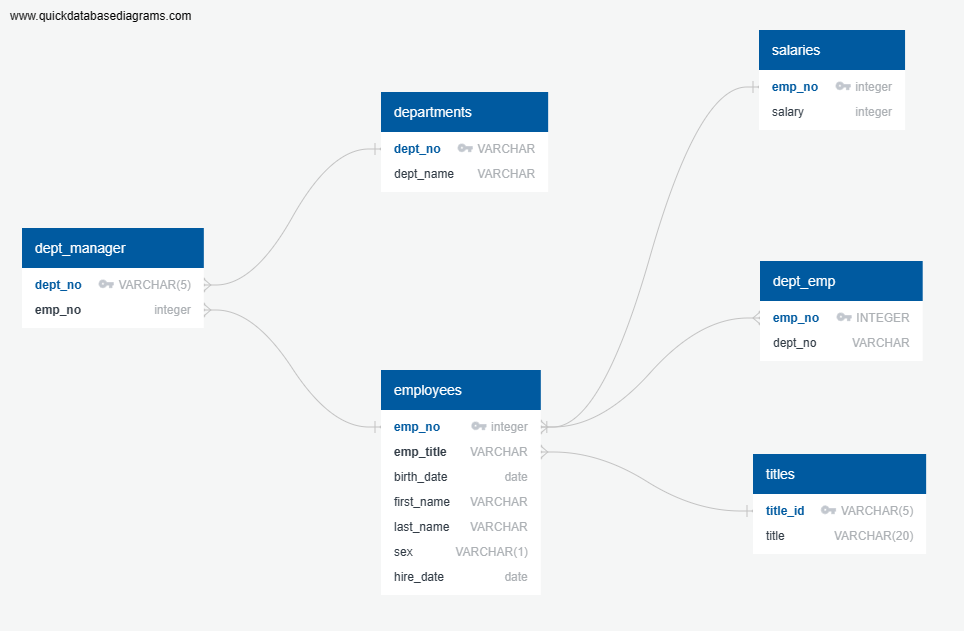 www.quickdatabasediagrams.com
salaries
emp_no integer
salary integer
departments
dept_no VARCHAR
dept_name VARCHAR
dept_manager
dept_no VARCHAR(5)
emp_no integer
dept_emp
emp_no INTEGER
dept_no VARCHAR
employees
emp_no integer
emp_title VARCHAR
birth_date date
first_name VARCHAR
last_name VARCHAR
sex VARCHAR(1)
hire_date date
titles
title_id VARCHAR(5)
title VARCHAR(20)